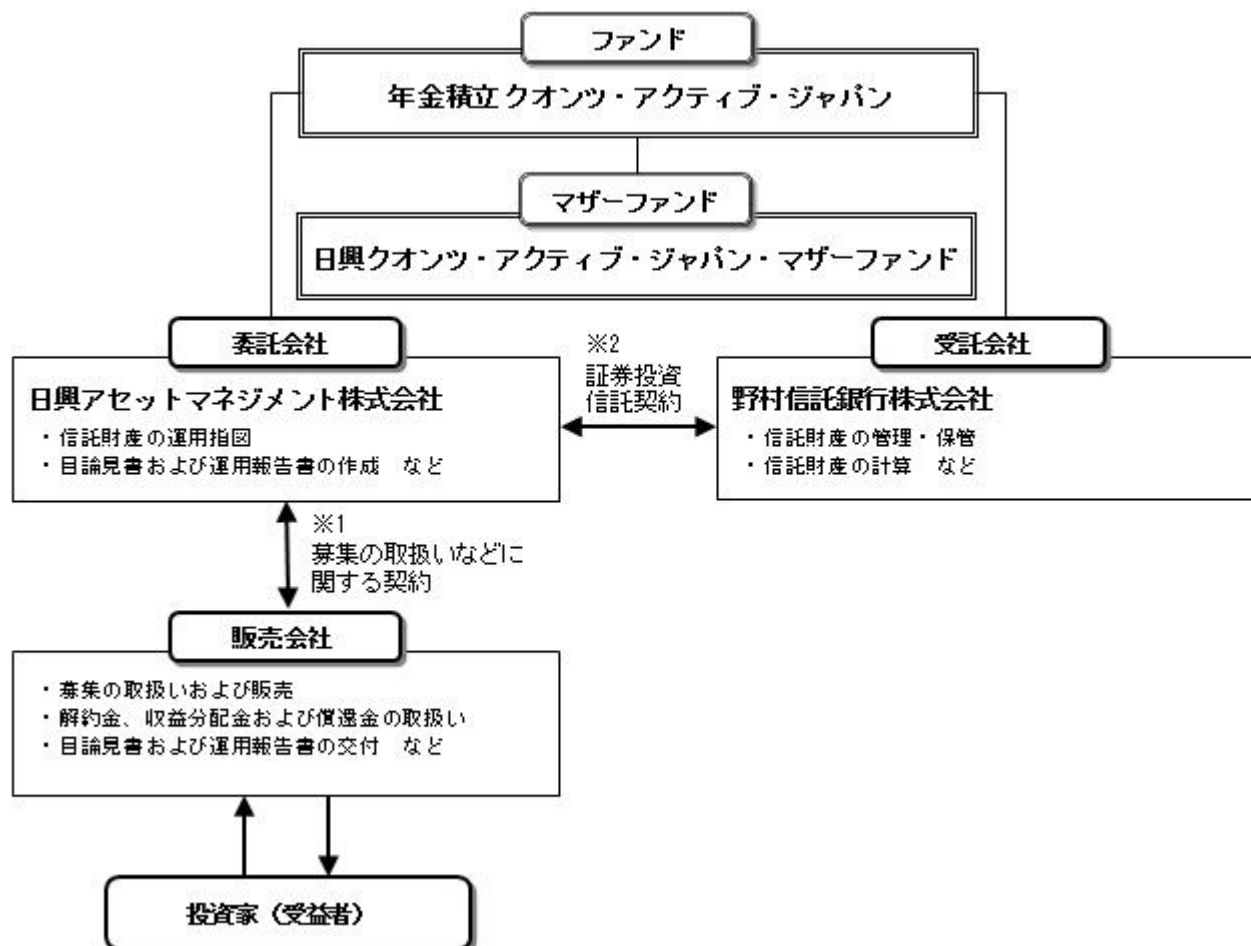 ファンド
年金積立 クオンツ・アクティブ・ジャパン
マザーファンド
日興クオンツ・アクティブ・ジャパン・マザーファンド
委託会社
日興アセットマネジメント株式会社
・信託財産の運用指図
・目論見書および運用報告書の作成 など
※2
証券投資
信託契約
受託会社
野村信託銀行株式会社
・信託財産の管理・保管
・信託財産の計算 など
※1
募集の取扱いなどに
関する契約
販売会社
・募集の取扱いおよび販売
・解約金、収益分配金および償還金の取扱い
・目論見書および運用報告書の交付 など
投資家（受益者）